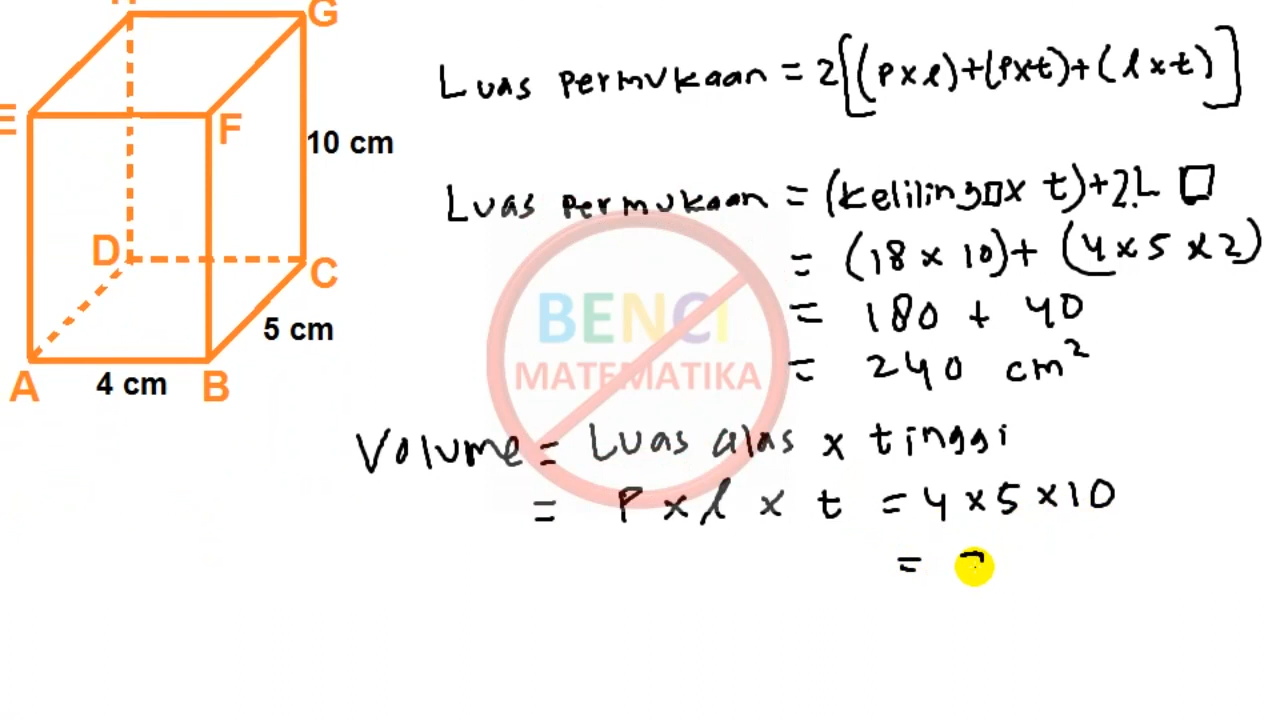 G
E
F
10 cm
D
C
5 cm
A
4 cm
B
Luas permukaan = 2[(p x l)+(p x t)+(l x t)]
Luas permukaan = (Keliling □ x t)+2.L □
= (18 x 10)+ (4 x 5 x 2)
= 180 + 40
= 240 cm²
BENCI
MATEMATIKA
Volume = Luas alas x tinggi
= P x l x t = 4 x 5 x 10
=